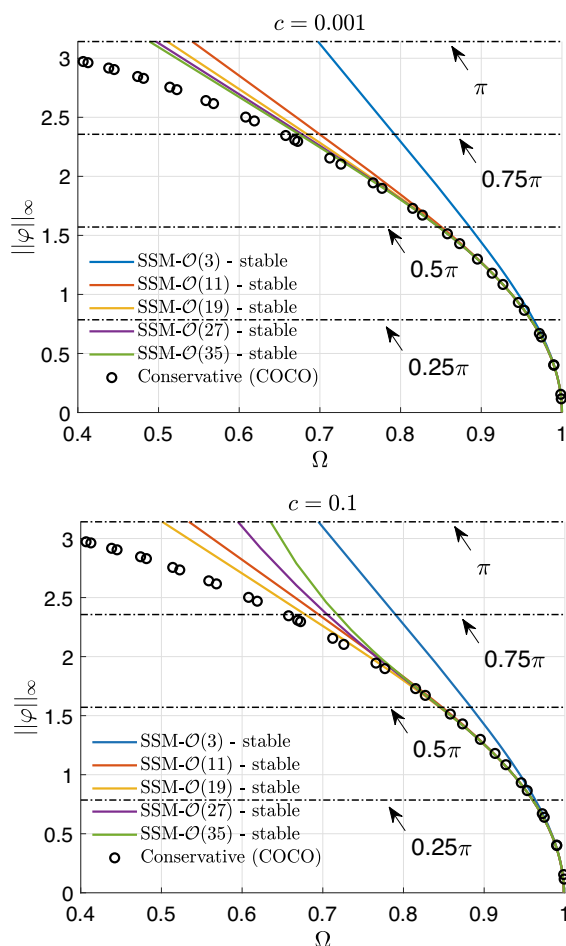 c = 0.001
3
2.5
2
1.5
1
0.5
0
||φ||∞
π
0.75π
0.5π
0.25π
SSM-𝒪(3) - stable
SSM-𝒪(11) - stable
SSM-𝒪(19) - stable
SSM-𝒪(27) - stable
SSM-𝒪(35) - stable
Conservative (COCO)
0.4 0.5 0.6 0.7 0.8 0.9 1
Ω
c = 0.1
3
2.5
2
1.5
1
0.5
0
||φ||∞
π
0.75π
0.5π
0.25π
SSM-𝒪(3) - stable
SSM-𝒪(11) - stable
SSM-𝒪(19) - stable
SSM-𝒪(27) - stable
SSM-𝒪(35) - stable
Conservative (COCO)
0.4 0.5 0.6 0.7 0.8 0.9 1
Ω